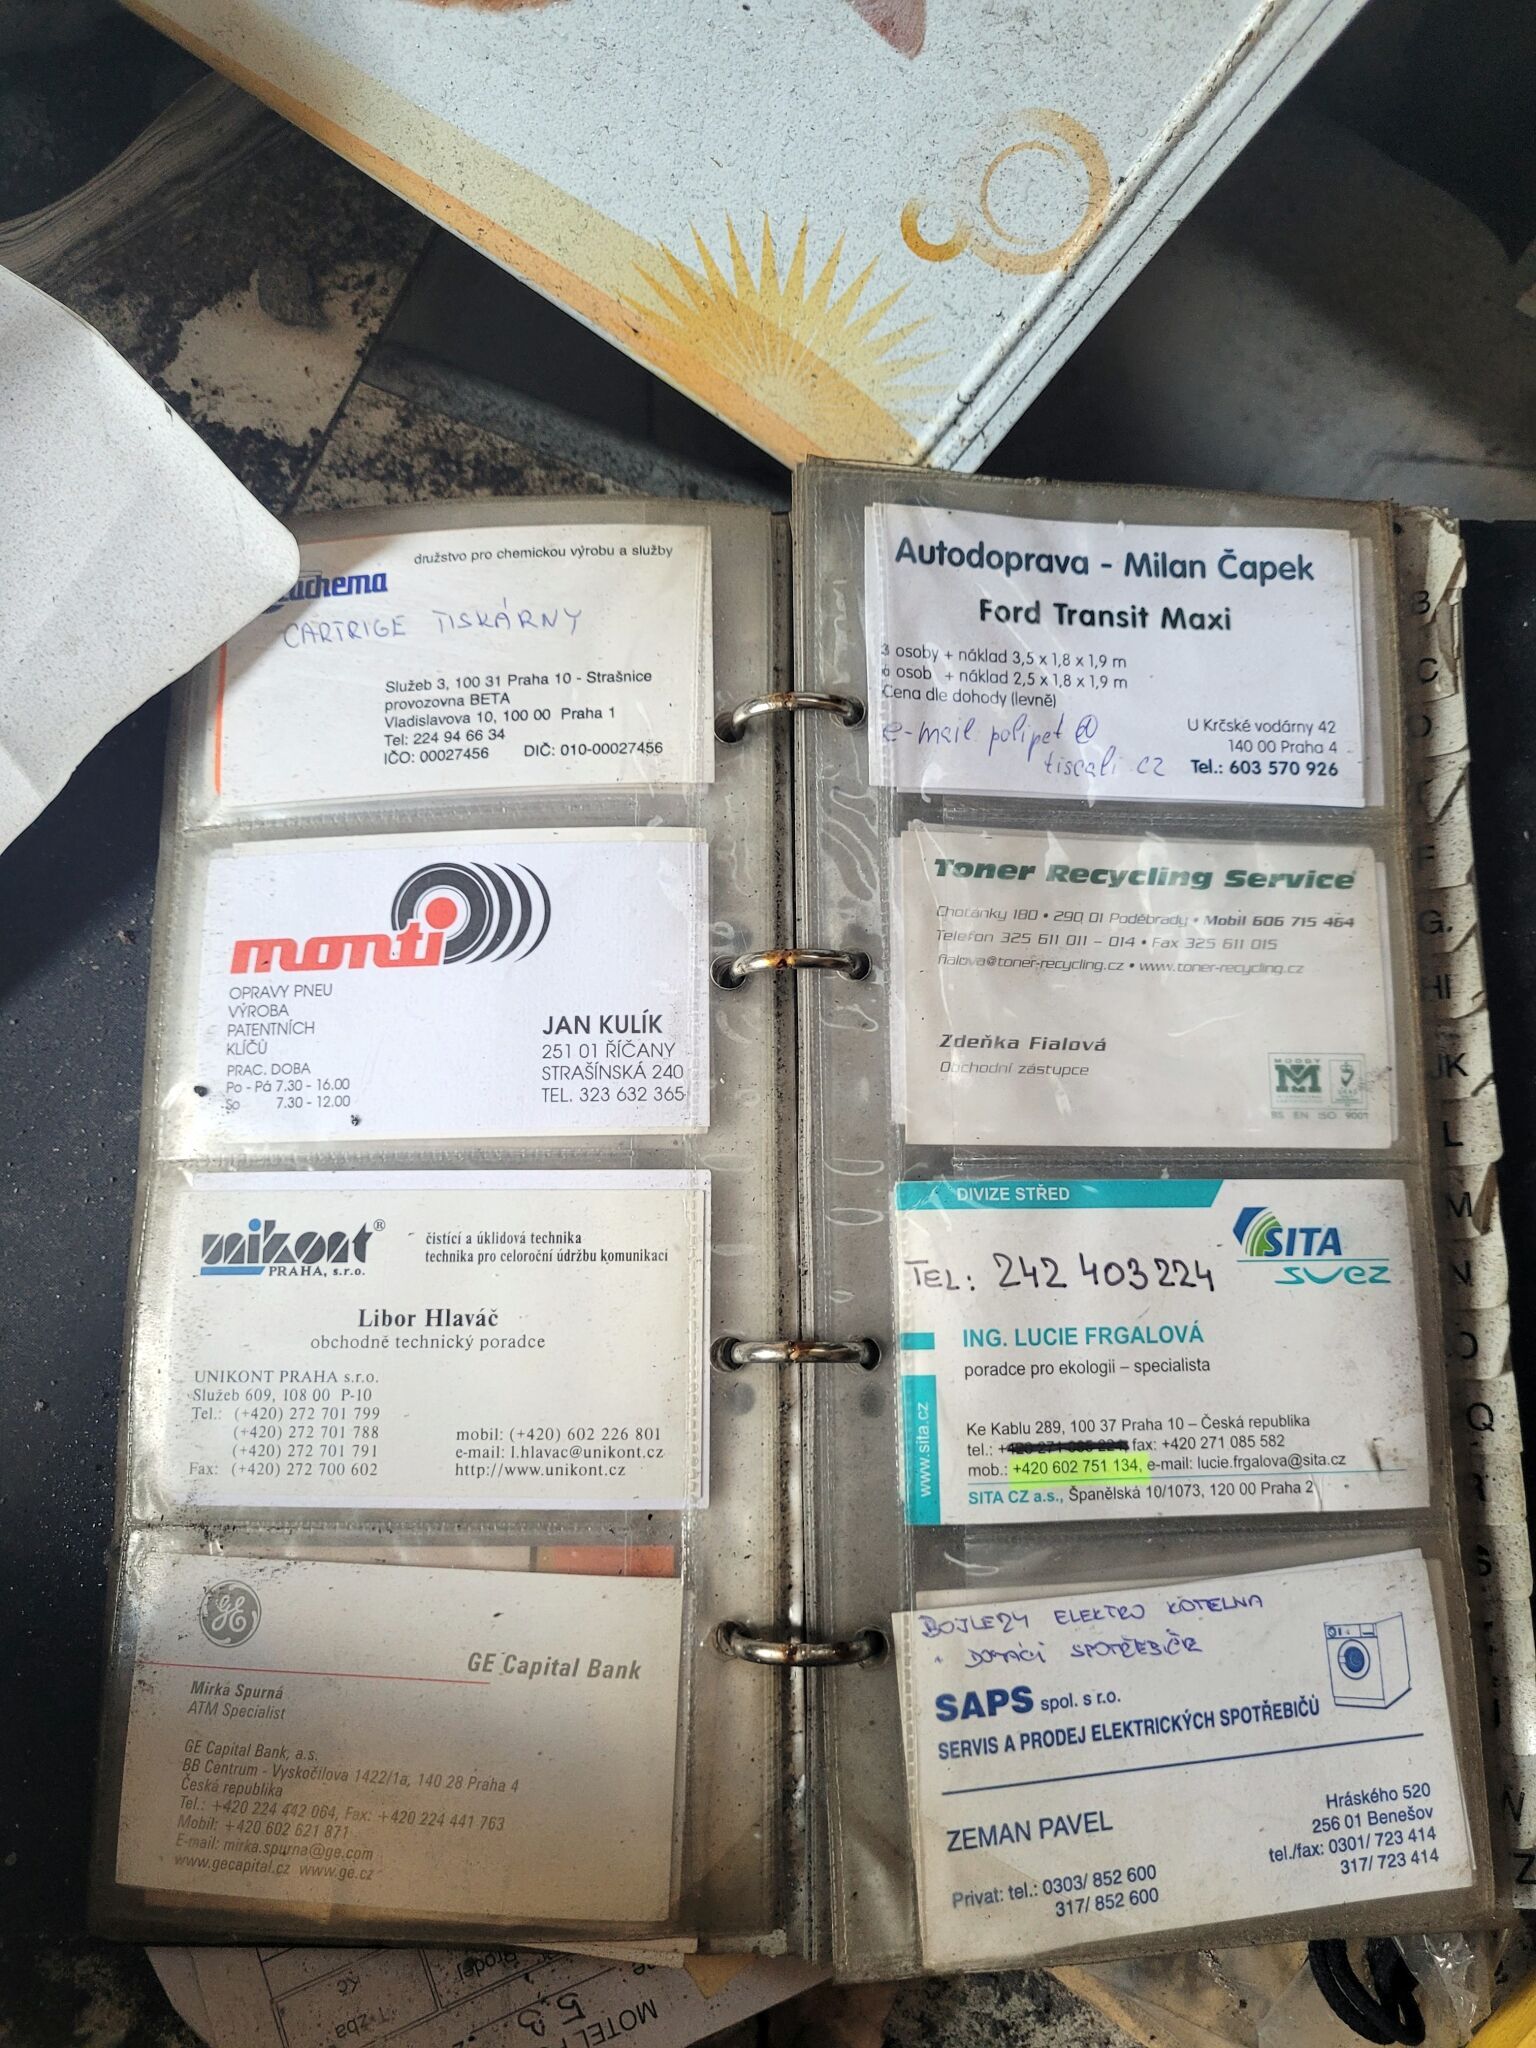 družstvo pro chemickou výrobu a služby
CARTRIGE TISKÁRNY
Služeb 3, 100 31 Praha 10 - Strašnice
provozovna BETA
Vladislavova 10, 100 00 Praha 1
Tel: 224 94 66 34
IČO: 00027456 DIČ: 010-00027456
monti
OPRAVY PNEU
VÝROBA
PATENTNÍCH
KLÍČŮ
PRAC. DOBA
Po - Pá 7.30 - 16.00
So 7.30 - 12.00
JAN KULÍK
251 01 ŘÍČANY
STRAŠÍNSKÁ 240
TEL. 323 632 365
unikont®
PRAHA, s.r.o.
čistící a úklidová technika
technika pro celoroční údržbu komunikací
Libor Hlaváč
obchodně technický poradce
UNIKONT PRAHA s.r.o.
Služeb 609, 108 00 P-10
Tel.: (+420) 272 701 799
(+420) 272 701 788
(+420) 272 701 791
Fax: (+420) 272 700 602
mobil: (+420) 602 226 801
e-mail: l.hlavac@unikont.cz
http://www.unikont.cz
GE
GE Capital Bank
Mirka Spurná
ATM Specialist
GE Capital Bank, a.s.
BB Centrum - Vyskočilova 1422/1a, 140 28 Praha 4
Česká republika
Tel.: +420 224 442 064, Fax: +420 224 441 763
Mobil: +420 602 621 871
E-mail: mirka.spurna@ge.com
www.gecapital.cz www.ge.cz
Autodoprava - Milan Čapek
Ford Transit Maxi
3 osoby + náklad 3,5 x 1,8 x 1,9 m
6 osob + náklad 2,5 x 1,8 x 1,9 m
Cena dle dohody (levně)
e-mail: polipet@
tiscali.cz
U Krčské vodárny 42
140 00 Praha 4
Tel.: 603 570 926
Toner Recycling Service
Choťánky 180 • 290 01 Poděbrady • Mobil 606 715 464
Telefon 325 611 011 - 014 • Fax 325 611 015
fialova@toner-recycling.cz • www.toner-recycling.cz
Zdeňka Fialová
Obchodní zástupce
MOODY
BS EN ISO 9001
DIVIZE STŘED
SITA
suez
TEL: 242 403 224
ING. LUCIE FRGALOVÁ
poradce pro ekologii – specialista
www.sita.cz
Ke Kablu 289, 100 37 Praha 10 – Česká republika
tel.: fax: +420 271 085 582
mob.: +420 602 751 134, e-mail: lucie.frgalova@sita.cz
SITA CZ a.s., Španělská 10/1073, 120 00 Praha 2
BOJLERY ELEKTRO KOTELNA
+ DOMÁCÍ SPOTŘEBIČE
SAPS spol. s r.o.
SERVIS A PRODEJ ELEKTRICKÝCH SPOTŘEBIČŮ
ZEMAN PAVEL
Hráského 520
256 01 Benešov
tel./fax: 0301/ 723 414
317/ 723 414
Privat: tel.: 0303/ 852 600
317/ 852 600
B
C
D
F
G.
HI
JK
L
M
N
O
Q
S
Z
MOTEL
Kč